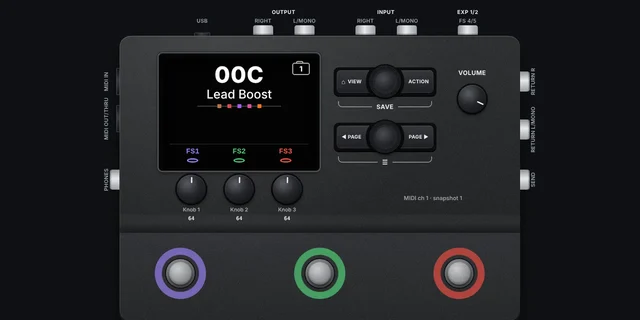 OUTPUT
INPUT
EXP 1/2
USB
RIGHT
L/MONO
RIGHT
L/MONO
FS 4/5
MIDI IN
MIDI OUT/THRU
PHONES
00C
1
Lead Boost
FS1
FS2
FS3
Knob 1
Knob 2
Knob 3
64
64
64
VIEW
ACTION
SAVE
PAGE
PAGE
VOLUME
MIDI ch 1 · snapshot 1
RETURN R
RETURN L/MONO
SEND